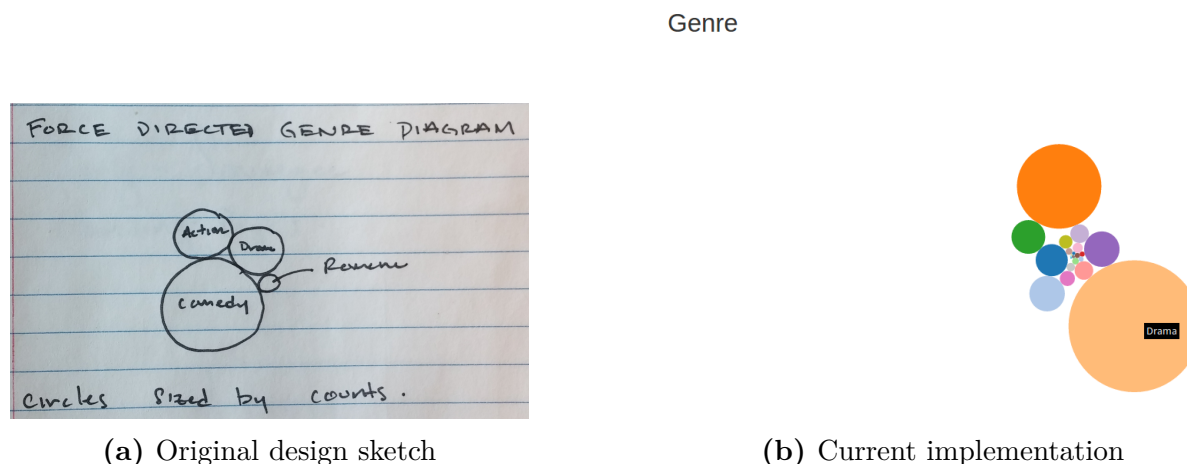 Genre
FORCE DIRECTED GENRE DIAGRAM
Action
Drama
Romance
Comedy
Drama
Circles Sized by counts.
(a) Original design sketch
(b) Current implementation